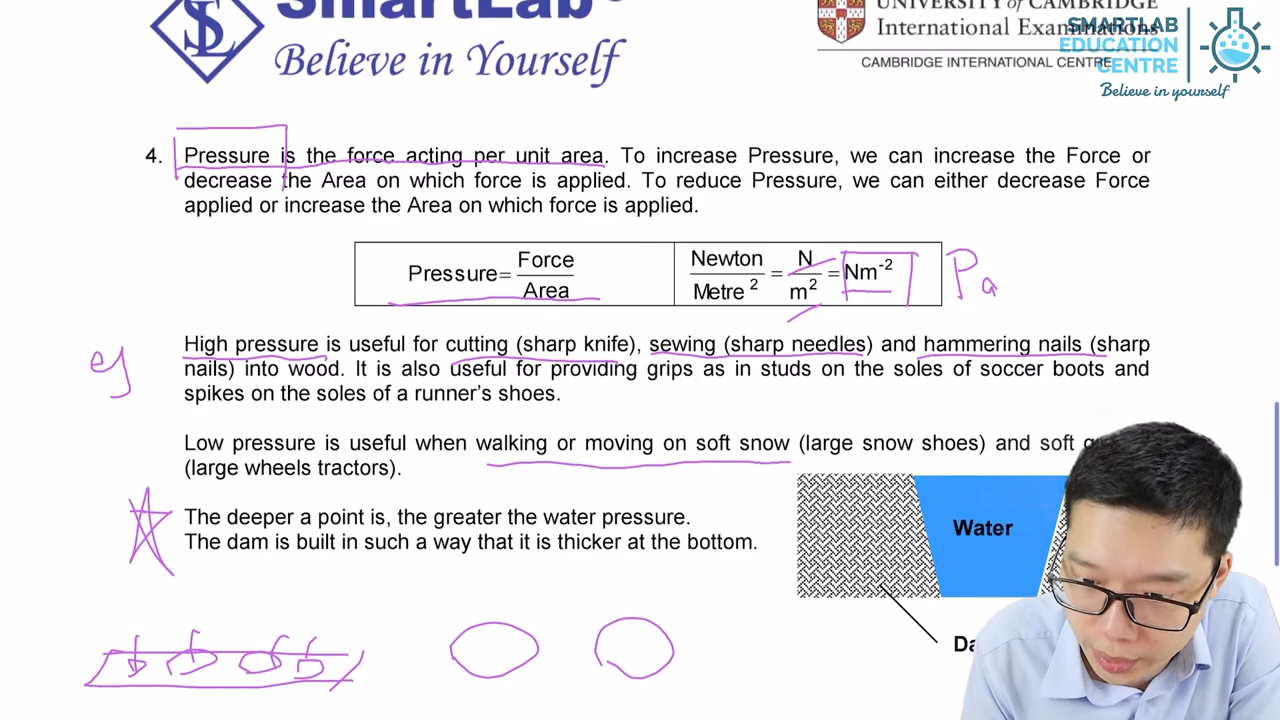 SmartLab®
Believe in Yourself
UNIVERSITY of CAMBRIDGE
International Examinations
CAMBRIDGE INTERNATIONAL CENTRE
SMARTLAB
EDUCATION
CENTRE
Believe in yourself
4. Pressure is the force acting per unit area. To increase Pressure, we can increase the Force or
decrease the Area on which force is applied. To reduce Pressure, we can either decrease Force
applied or increase the Area on which force is applied.
Pressure= Force / Area
Newton / Metre ² = N / m² = Nm⁻² Pa
eg
High pressure is useful for cutting (sharp knife), sewing (sharp needles) and hammering nails (sharp
nails) into wood. It is also useful for providing grips as in studs on the soles of soccer boots and
spikes on the soles of a runner's shoes.
Low pressure is useful when walking or moving on soft snow (large snow shoes) and soft
(large wheels tractors).
The deeper a point is, the greater the water pressure.
The dam is built in such a way that it is thicker at the bottom.
Water